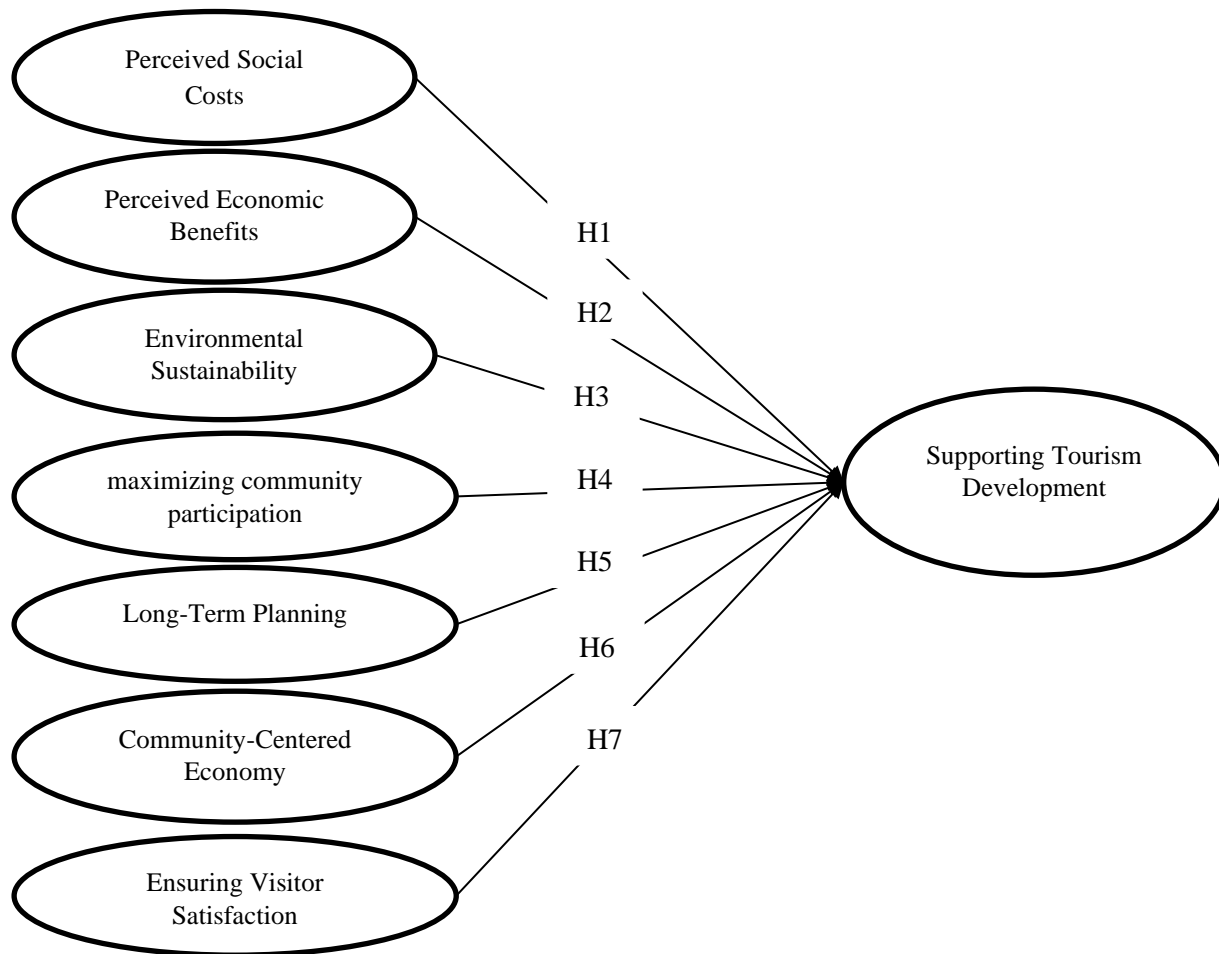 Perceived Social
Costs
Perceived Economic
Benefits
Environmental
Sustainability
maximizing community
participation
Long-Term Planning
Community-Centered
Economy
Ensuring Visitor
Satisfaction
H1
H2
H3
H4
H5
H6
H7
Supporting Tourism
Development